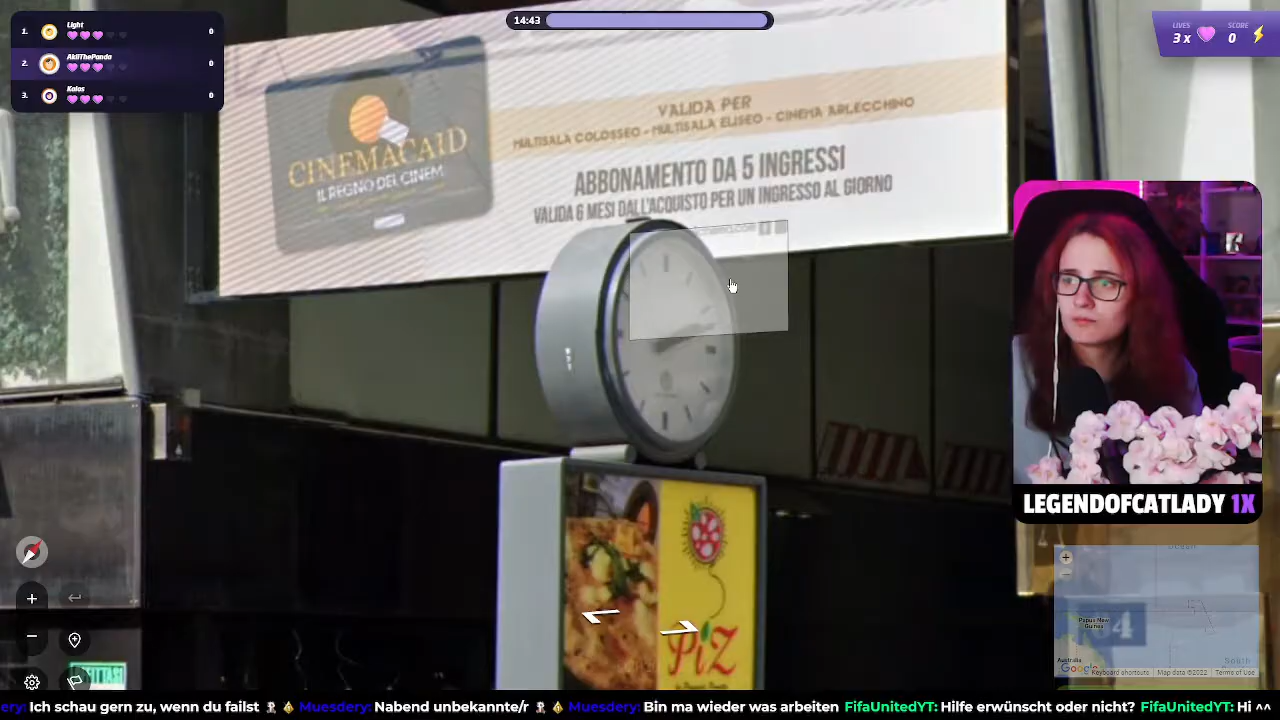 14:43
1. Light 0
2. AkliThePanda 0
3. Kalos 0
LIVES
3 x
SCORE
0
CINEMACAID
IL REGNO DEL CINEM
VALIDA PER
MULTISALA COLOSSEO - MULTISALA ELISEO - CINEMA ARLECCHINO
ABBONAMENTO DA 5 INGRESSI
VALIDA 6 MESI DALL'ACQUISTO PER UN INGRESSO AL GIORNO
PiZ
LEGENDOFCATLADY 1X
Papua New
Guinea
Australia
Google
Keyboard shortcuts
Map data ©2022
Terms of Use
N°4
ery: Ich schau gern zu, wenn du failst Muesdery: Nabend unbekannte/r Muesdery: Bin ma wieder was arbeiten FifaUnitedYT: Hilfe erwünscht oder nicht? FifaUnitedYT: Hi ^^